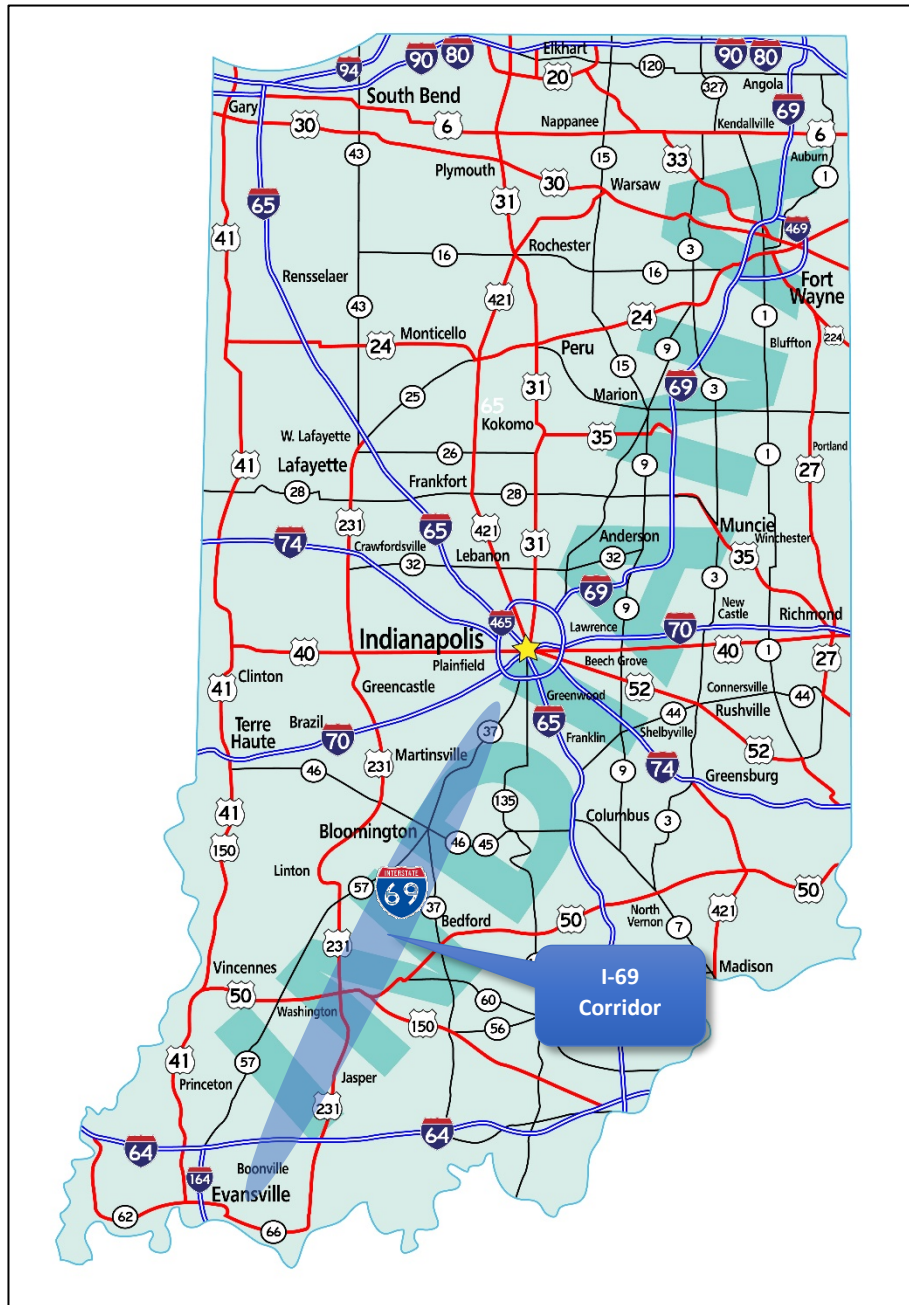 Elkhart
90
80
90
80
94
120
20
327
Angola
69
Gary
South Bend
30
6
Nappanee
Kendallville
6
43
15
33
Auburn
1
Plymouth
30
Warsaw
65
31
469
41
Rochester
3
16
16
Rensselaer
Fort
Wayne
421
43
24
1
Monticello
24
Peru
9
Bluffton
224
15
69
31
Marion
3
25
65
Kokomo
W. Lafayette
35
Portland
41
26
9
1
27
Lafayette
Frankfort
28
28
231
65
421
31
Muncie
74
Crawfordsville
Lebanon
Anderson
Winchester
32
32
35
3
69
9
New
Castle
465
Lawrence
70
Richmond
Indianapolis
40
Plainfield
Beech Grove
40
1
27
Clinton
Greencastle
52
Connersville
44
41
Greenwood
Rushville
Terre
Haute
Brazil
37
65
44
70
Franklin
Shelbyville
52
Martinsville
231
74
46
9
Greensburg
135
41
Columbus
3
Bloomington
46
45
150
Linton
57
INTERSTATE
69
50
37
Bedford
50
North
Vernon
421
7
231
Madison
Vincennes
I-69
Corridor
50
60
Washington
150
56
57
41
Jasper
Princeton
231
64
64
Boonville
164
Evansville
62
66
INDIANA